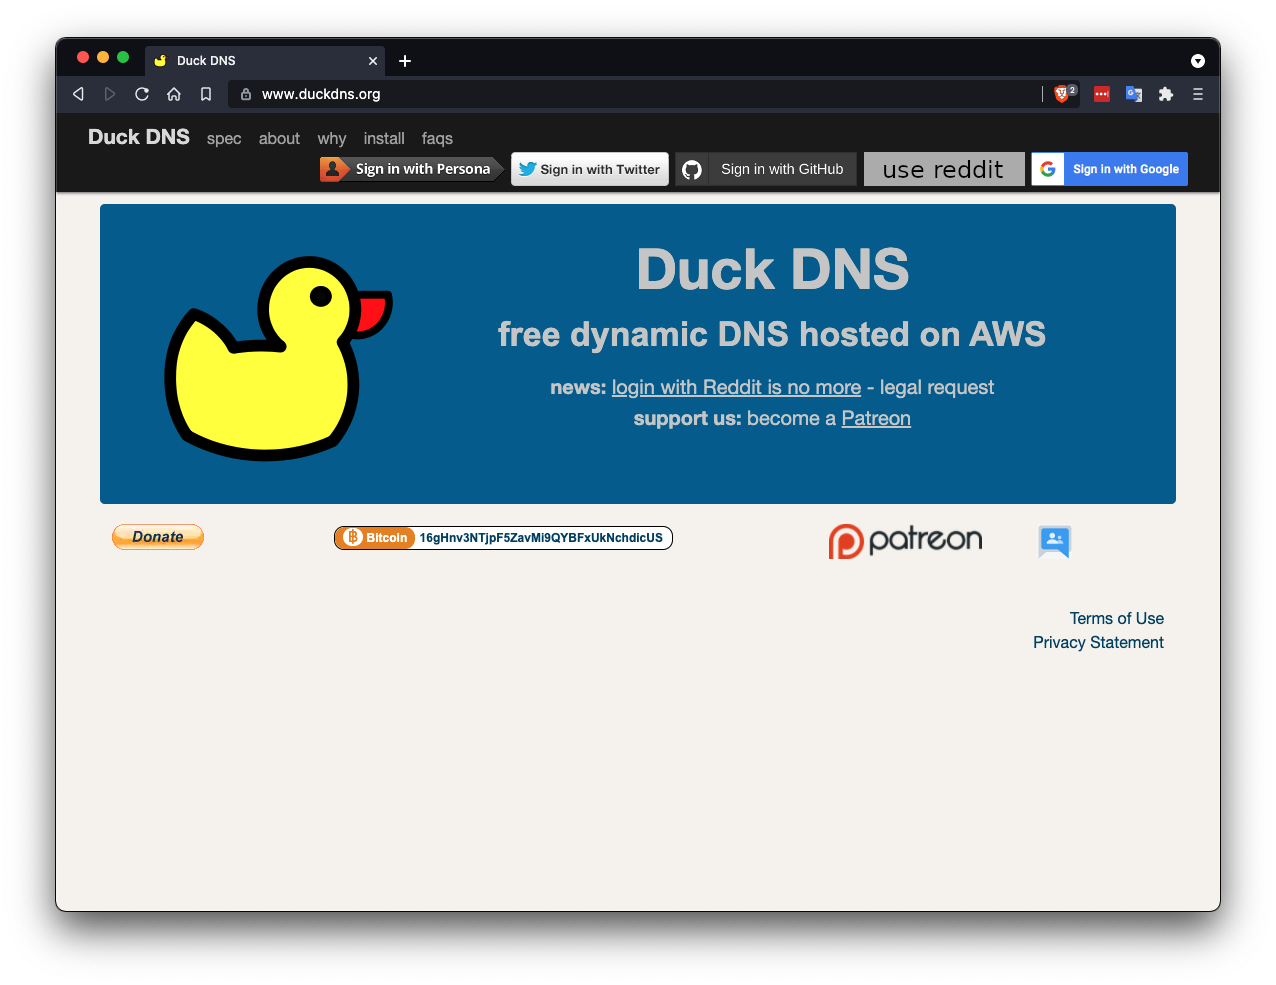 Duck DNS
www.duckdns.org
2
Duck DNS spec about why install faqs
Sign in with Persona Sign in with Twitter Sign in with GitHub use reddit G Sign in with Google
Duck DNS
free dynamic DNS hosted on AWS
news: login with Reddit is no more - legal request
support us: become a Patreon
Donate Bitcoin 16gHnv3NTjpF5ZavMi9QYBFxUkNchdicUS patreon
Terms of Use
Privacy Statement